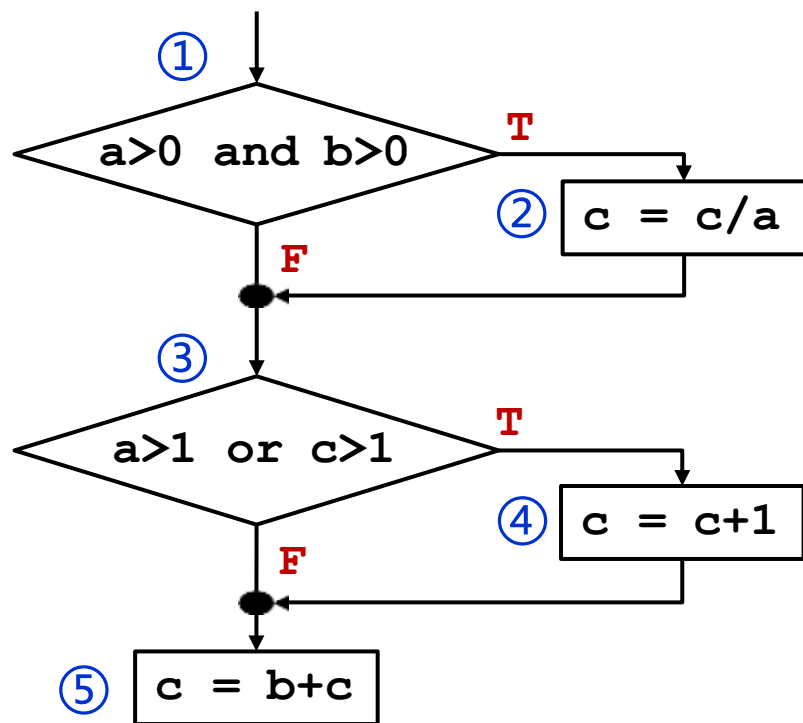 ①
a>0 and b>0
T
② c = c/a
F
③
a>1 or c>1
T
④ c = c+1
F
⑤ c = b+c